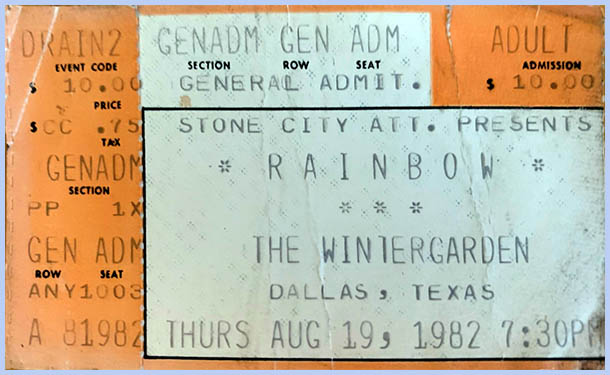 DRAIN2
EVENT CODE
$ 10.00
PRICE
$CC .75
TAX
GENADM
SECTION
PP 1X
GEN ADM
ROW SEAT
ANY1003
A 81982
GENADM GEN ADM
SECTION ROW SEAT
GENERAL ADMIT.
ADULT
ADMISSION
$ 10.00
STONE CITY ATT. PRESENTS
* RAINBOW *
* * *
THE WINTERGARDEN
DALLAS, TEXAS
THURS AUG 19, 1982 7:30PM